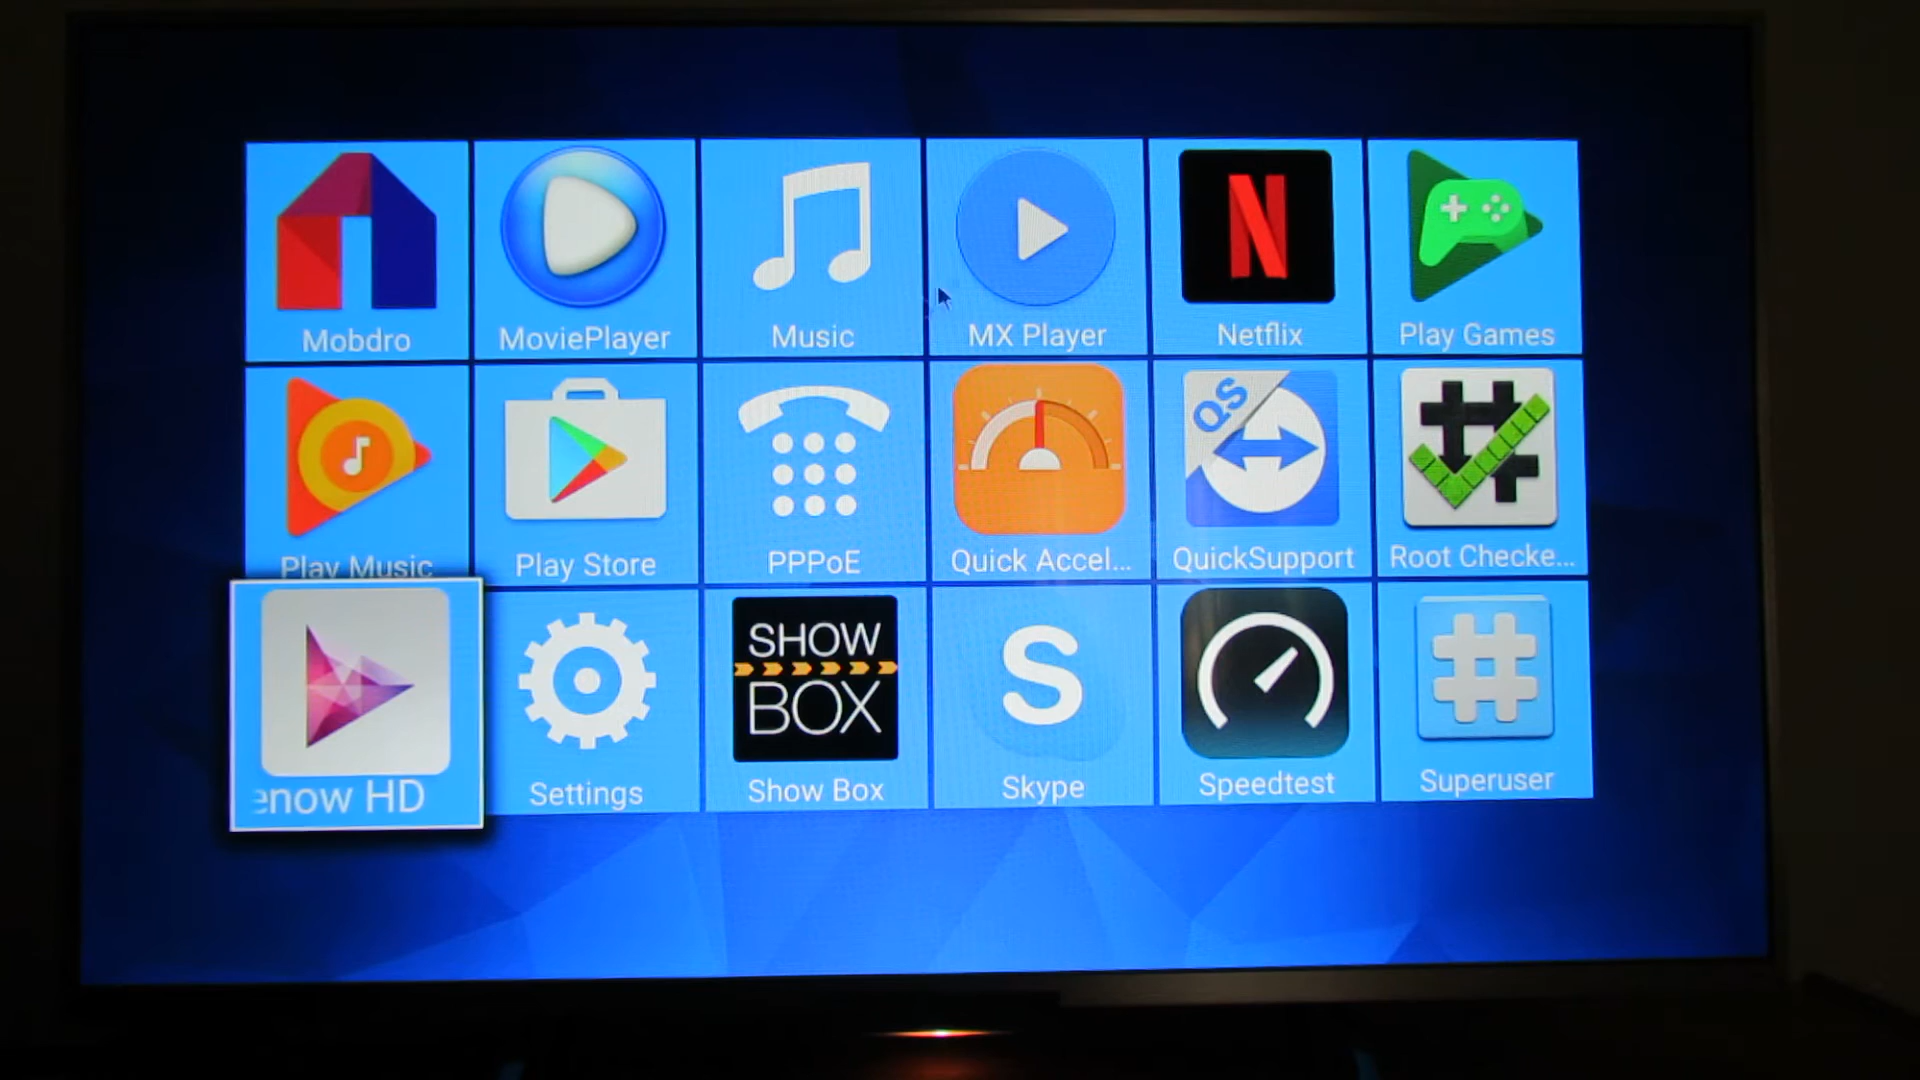 Mobdro
MoviePlayer
Music
MX Player
Netflix
Play Games
Play Music
Play Store
PPPoE
Quick Accel...
QS
QuickSupport
Root Checke...
enow HD
Settings
SHOW
BOX
Show Box
S
Skype
Speedtest
Superuser